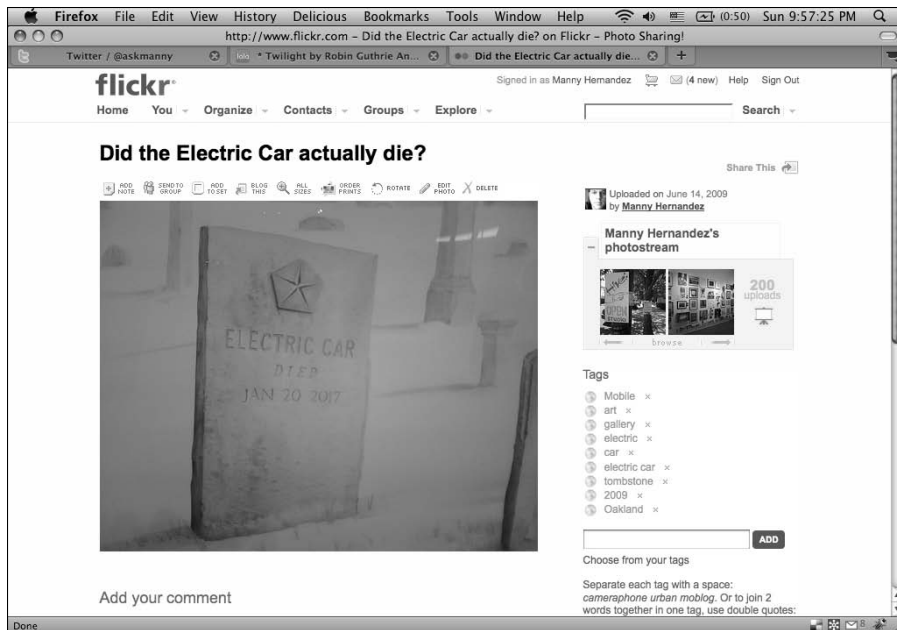 Firefox File Edit View History Delicious Bookmarks Tools Window Help (0:50) Sun 9:57:25 PM
http://www.flickr.com – Did the Electric Car actually die? on Flickr – Photo Sharing!
Twitter / @askmanny * Twilight by Robin Guthrie An... Did the Electric Car actually die... +
flickr
Signed in as Manny Hernandez (4 new) Help Sign Out
Home You Organize Contacts Groups Explore Search
Did the Electric Car actually die?
Share This
ADD NOTE SEND TO GROUP ADD TO SET BLOG THIS ALL SIZES ORDER PRINTS ROTATE EDIT PHOTO DELETE
Uploaded on June 14, 2009
by Manny Hernandez
Manny Hernandez's
photostream
200
uploads
browse
ELECTRIC CAR
DIED
JAN 20 2017
Tags
Mobile ×
art ×
gallery ×
electric ×
car ×
electric car ×
tombstone ×
2009 ×
Oakland ×
ADD
Choose from your tags
Separate each tag with a space:
cameraphone urban moblog. Or to join 2
words together in one tag, use double quotes:
Add your comment
Done 8